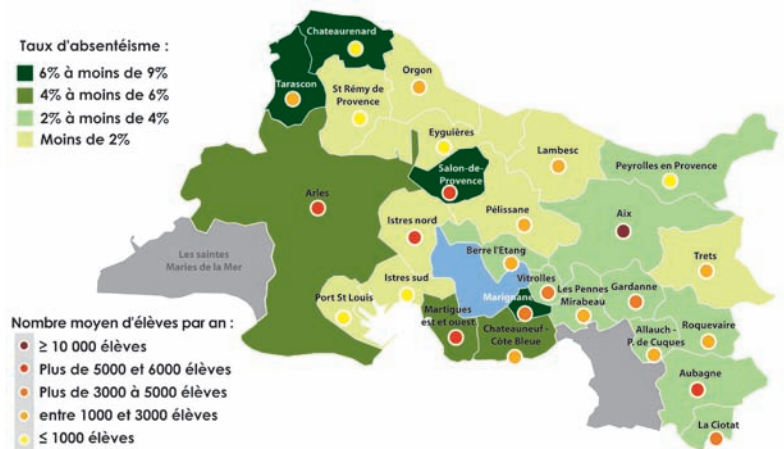 Taux d'absentéisme :
6% à moins de 9%
4% à moins de 6%
2% à moins de 4%
Moins de 2%
Chateaurenard
Tarascon
St Rémy de
Provence
Orgon
Eyguières
Salon-de-
Provence
Lambesc
Peyrolles en Provence
Arles
Istres nord
Pélissane
Aix
Les saintes
Maries de la Mer
Berre l'Etang
Trets
Istres sud
Vitrolles
Port St Louis
Marignane
Les Pennes
Mirabeau
Gardanne
Martigues
est et ouest
Chateauneuf -
Côte Bleue
Allauch -
P. de Cuques
Roquevaire
Aubagne
La Ciotat
Nombre moyen d'élèves par an :
≥ 10 000 élèves
Plus de 5000 et 6000 élèves
Plus de 3000 à 5000 élèves
entre 1000 et 3000 élèves
≤ 1000 élèves